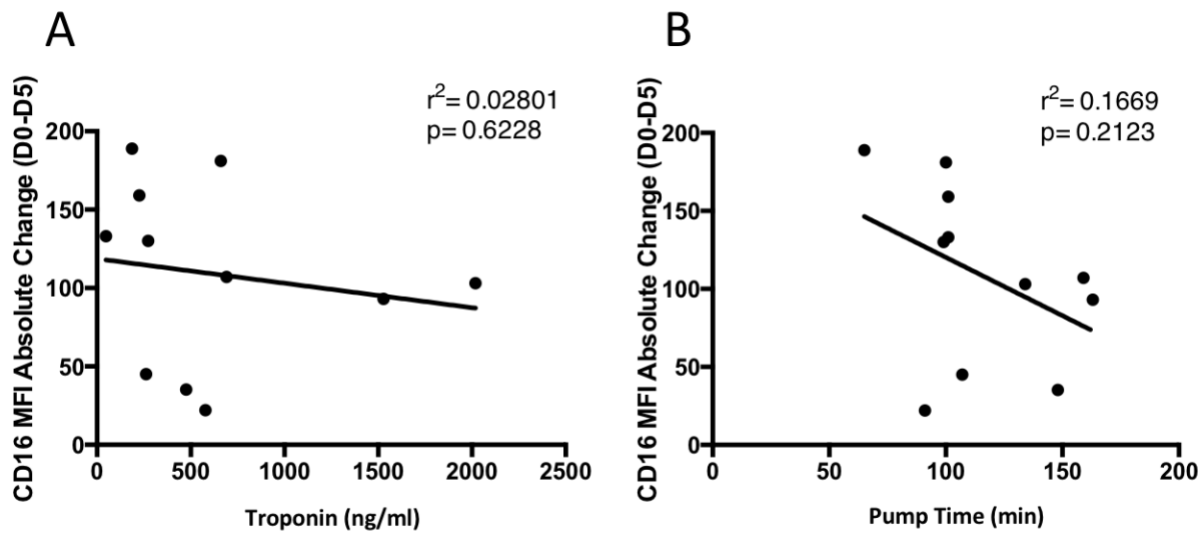 A
CD16 MFI Absolute Change (D0-D5)
r²= 0.02801
p= 0.6228
200
150
100
50
0
0 500 1000 1500 2000 2500
Troponin (ng/ml)
B
CD16 MFI Absolute Change (D0-D5)
r²= 0.1669
p= 0.2123
200
150
100
50
0
0 50 100 150 200
Pump Time (min)